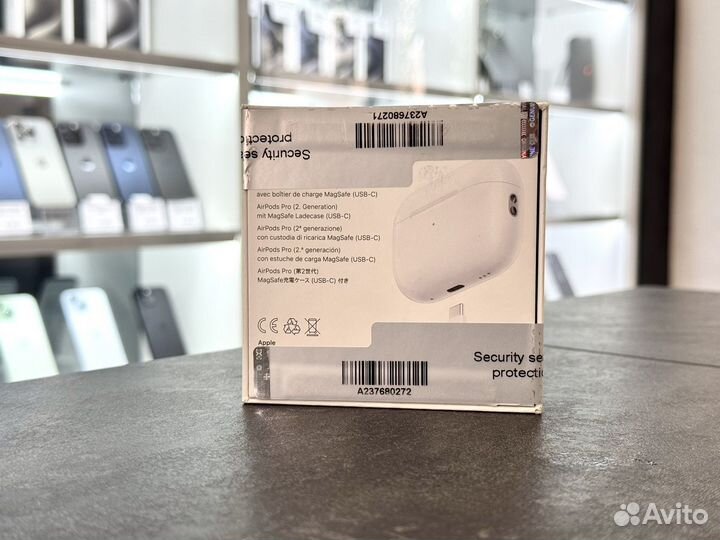 A237680271
Security se
protectio
avec boîtier de charge MagSafe (USB-C)
AirPods Pro (2. Generation)
mit MagSafe Ladecase (USB-C)
AirPods Pro (2ª generazione)
con custodia di ricarica MagSafe (USB-C)
AirPods Pro (2.ª generación)
con estuche de carga MagSafe (USB-C)
AirPods Pro (第2世代)
MagSafe充電ケース (USB-C) 付き
CE
Apple
Security se
protectio
A237680272
Avito